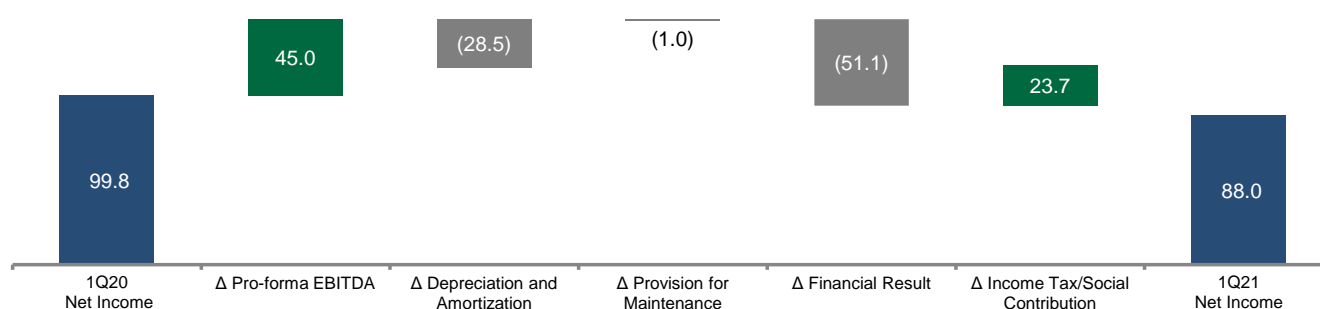 45.0
(28.5)
(1.0)
(51.1)
23.7
99.8
88.0
1Q20
Net Income
Δ Pro-forma EBITDA
Δ Depreciation and
Amortization
Δ Provision for
Maintenance
Δ Financial Result
Δ Income Tax/Social
Contribution
1Q21
Net Income